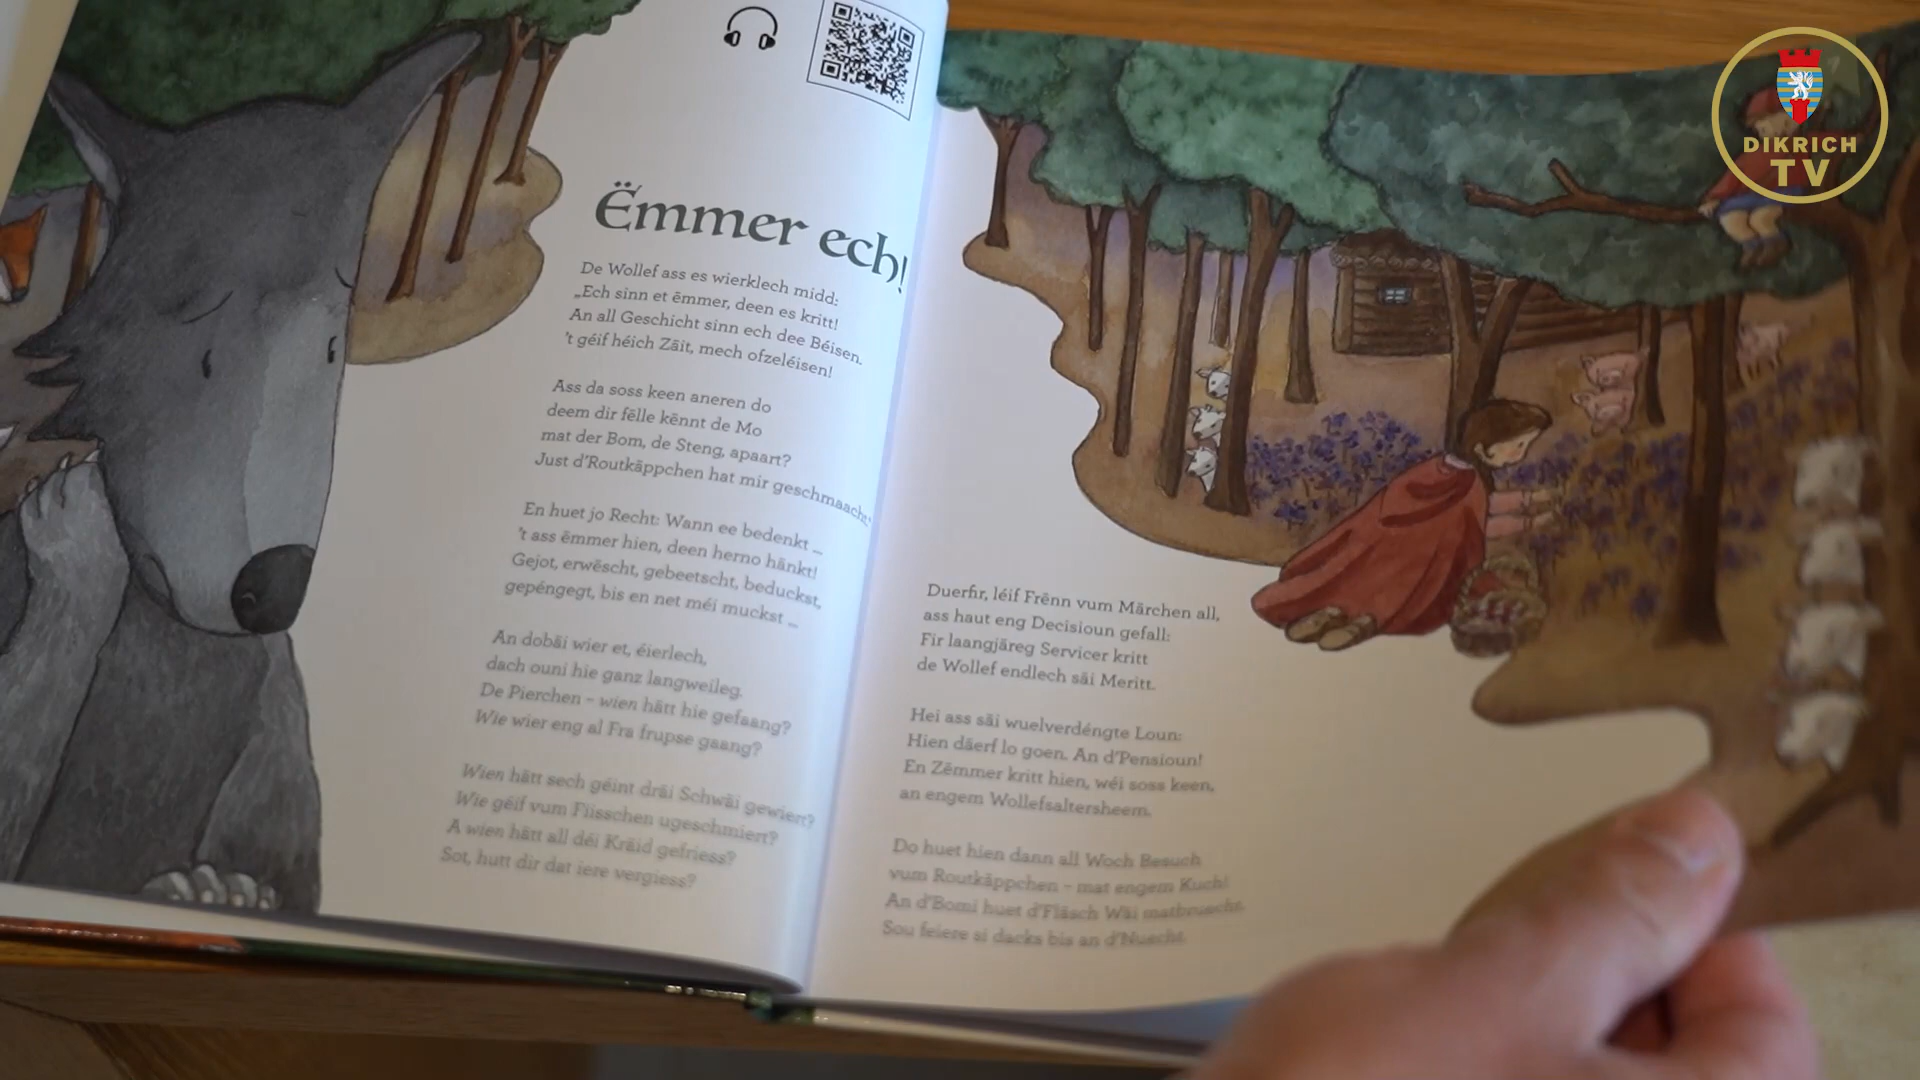 Ëmmer ech!
De Wollef ass es wierklech midd:
„Ech sinn et ëmmer, deen es kritt!
An all Geschicht sinn ech dee Béisen.
't géif héich Zäit, mech ofzeléisen!
Ass da soss keen aneren do
deem dir fëlle kënnt de Mo
mat der Bom, de Steng, apaart?
Just d'Routkäppchen hat mir geschmaacht."
En huet jo Recht: Wann ee bedenkt ...
't ass ëmmer hien, deen herno hänkt!
Gejot, erwëscht, gebeetscht, beduckst,
gepéngegt, bis en net méi muckst ...
An dobäi wier et, éierlech,
dach ouni hie ganz langweileg.
De Pierchen – wien hätt hie gefaang?
Wie wier eng al Fra frupse gaang?
Wien hätt sech géint dräi Schwäi gewiert?
Wie géif vum Fiisschen ugeschmiert?
A wien hätt all déi Kräid gefriess?
Sot, hutt dir dat iere vergiess?
Duerfir, léif Frënn vum Märchen all,
ass haut eng Decisioun gefall:
Fir laangjäreg Servicer kritt
de Wollef endlech säi Meritt.
Hei ass säi wuelverdéngte Loun:
Hien däerf lo goen. An d'Pensioun!
En Zëmmer kritt hien, wéi soss keen,
an engem Wollefsaltersheem.
Do huet hien dann all Woch Besuch
vum Routkäppchen – mat engem Kuch!
An d'Bomi huet d'Fläsch Wäi matbruecht.
Sou feiere si dacks bis an d'Nuecht.
DIKRICH
TV